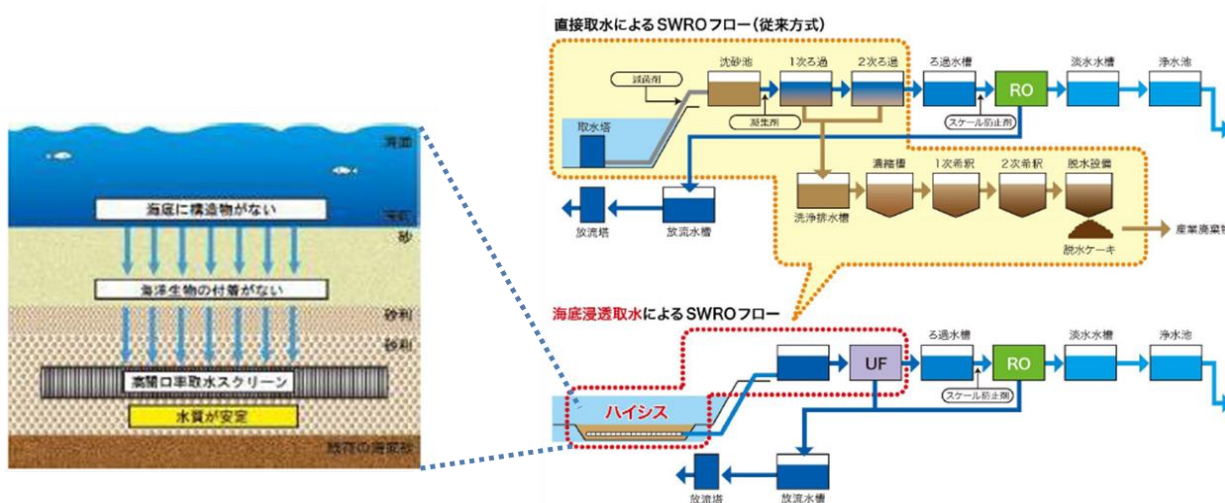 海面
海底に構造物がない
海底
砂
海洋生物の付着がない
砂利
砂利
高開口率取水スクリーン
水質が安定
既存の海底砂
直接取水によるSWROフロー(従来方式)
滅菌剤
沈砂池
1次ろ過
2次ろ過
ろ過水槽
RO
淡水水槽
浄水池
取水塔
凝集剤
スケール防止剤
濃縮槽
1次希釈
2次希釈
脱水設備
洗浄排水槽
放流塔
放流水槽
脱水ケーキ
産業廃棄物
海底浸透取水によるSWROフロー
UF
ろ過水槽
RO
淡水水槽
浄水池
スケール防止剤
ハイシス
放流塔
放流水槽